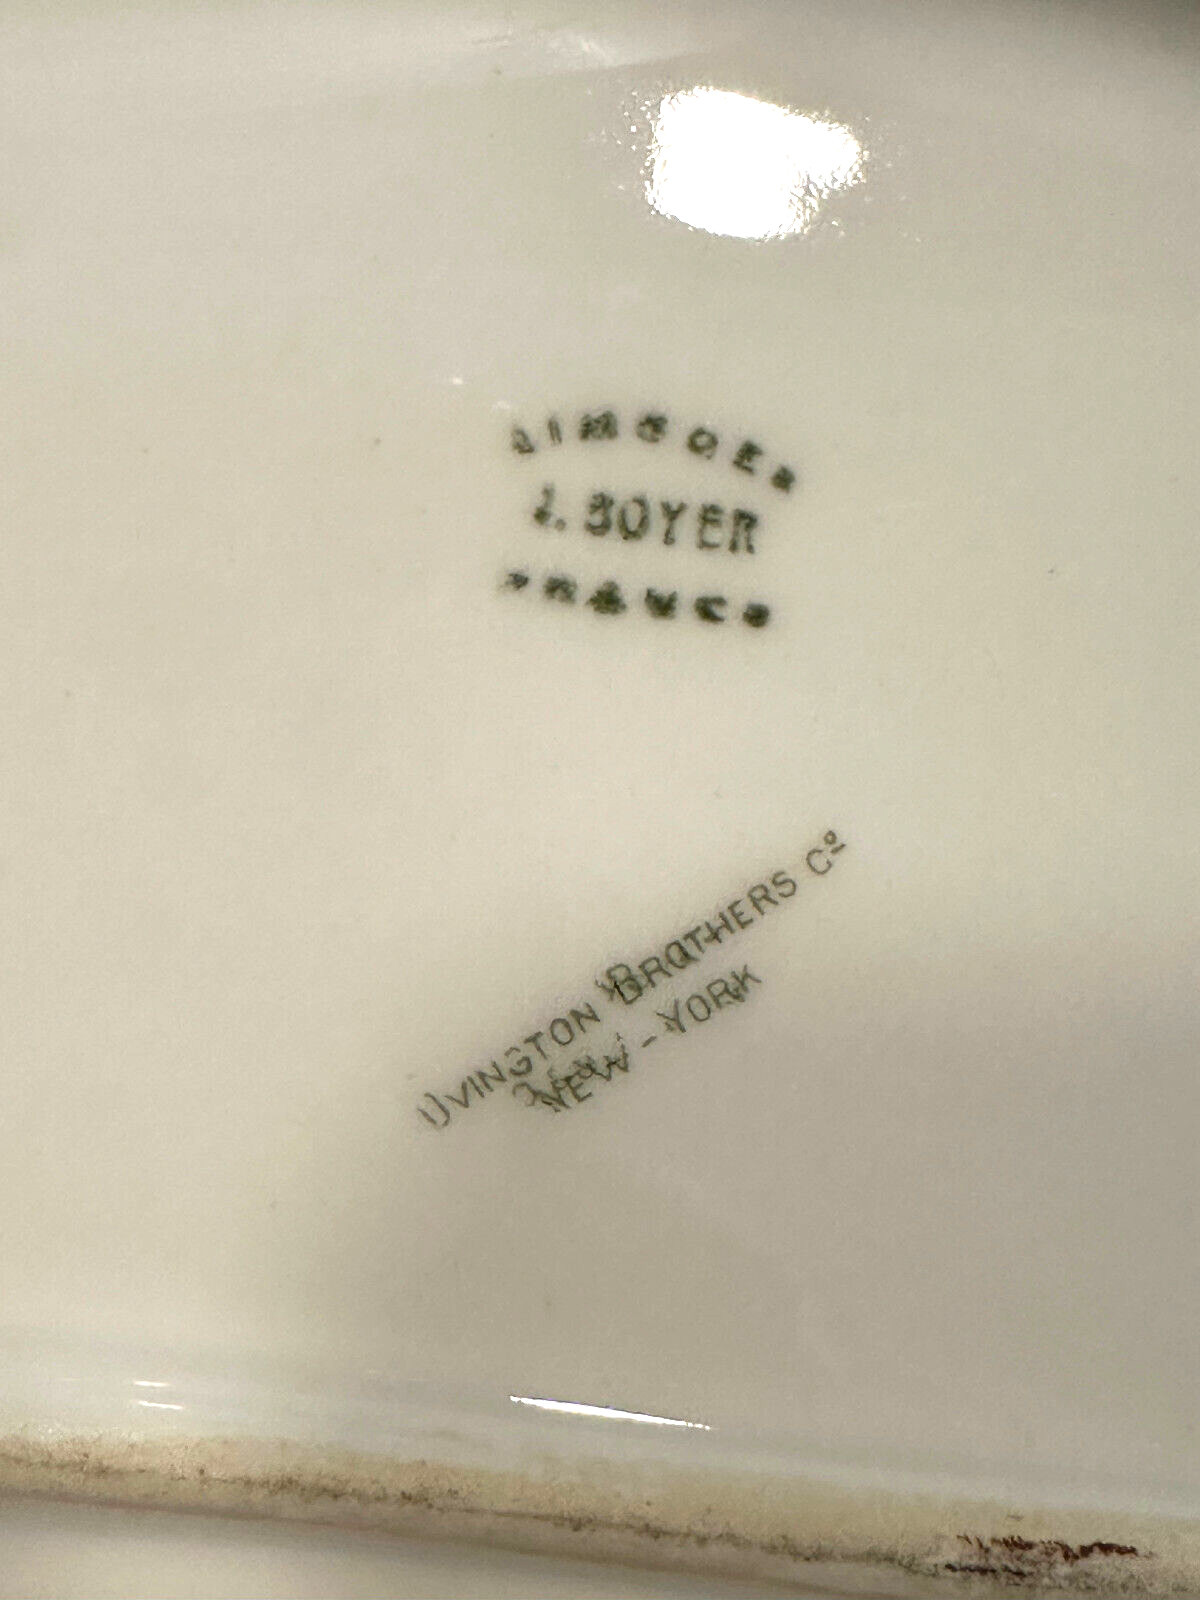 LIMOGES
J. BOYER
FRANCE
OVINGTON BROTHERS Cº
NEW-YORK